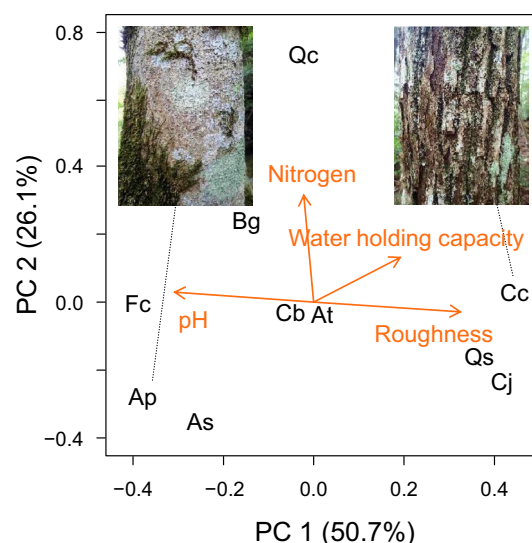 0.8
0.4
0.0
−0.4
PC 2 (26.1%)
Qc
Nitrogen
Bg
Water holding capacity
Fc
pH
Cb
At
Cc
Roughness
Qs
Cj
Ap
As
−0.4
−0.2
0.0
0.2
0.4
PC 1 (50.7%)